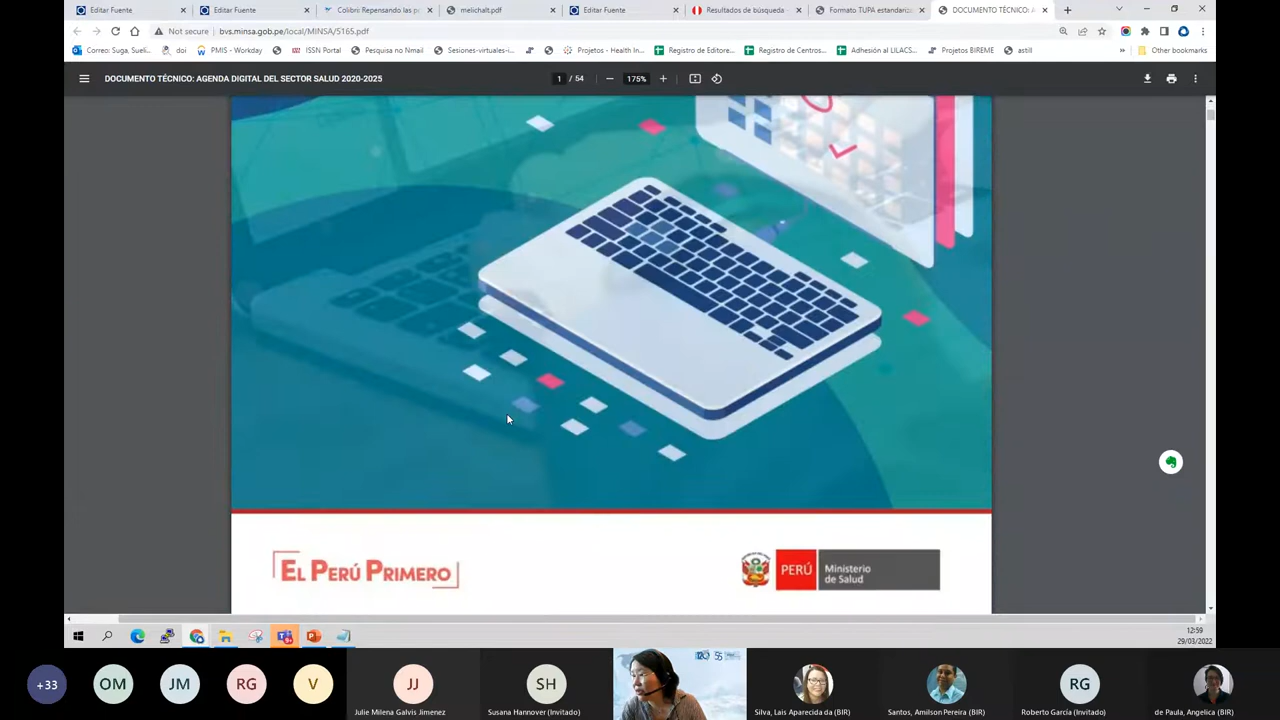 Editar Fuente
Editar Fuente
Colibri: Repensando las pr
melichalt.pdf
Editar Fuente
Resultados de búsqueda -
Formato TUPA estandariz
DOCUMENTO TÉCNICO: A
Not secure
bvs.minsa.gob.pe/local/MINSA/5165.pdf
Correo: Suga, Sueli...
doi
PMIS - Workday
ISSN Portal
Pesquisa no Nmail
Sesiones-virtuales-i...
Projetos - Health In...
Registro de Editore...
Registro de Centros...
Adhesión al LILACS...
Projetos BIREME
astill
»
Other bookmarks
DOCUMENTO TÉCNICO: AGENDA DIGITAL DEL SECTOR SALUD 2020-2025
1 / 54
175%
EL PERÚ PRIMERO
PERÚ
Ministerio
de Salud
12:59
29/03/2022
+33
OM
JM
RG
V
JJ
Julie Milena Galvis Jimenez
SH
Susana Hannover (Invitado)
Silva, Lais Aparecida da (BIR)
Santos, Amilson Pereira (BIR)
RG
Roberto García (Invitado)
de Paula, Angelica (BIR)